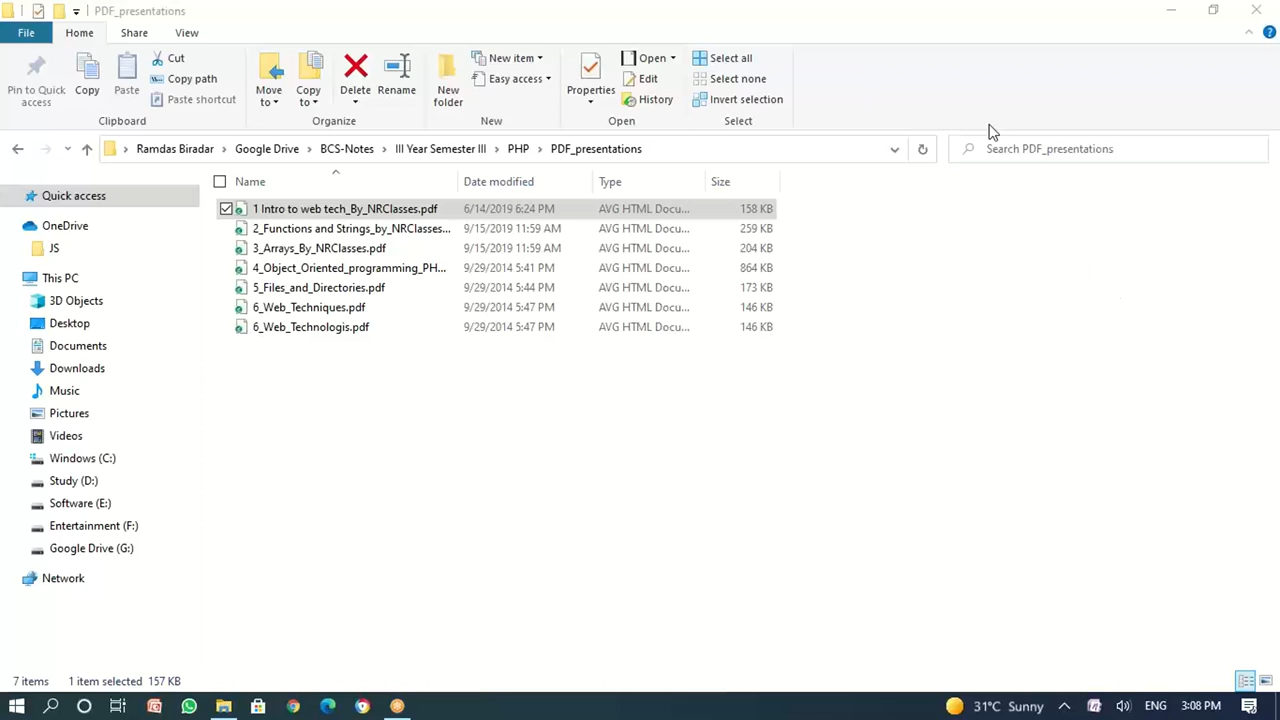 PDF_presentations
File Home Share View
Pin to Quick access
Copy
Paste
Cut
Copy path
Paste shortcut
Clipboard
Move to
Copy to
Delete
Rename
Organize
New folder
New item
Easy access
New
Properties
Open
Edit
History
Open
Select all
Select none
Invert selection
Select
Ramdas Biradar > Google Drive > BCS-Notes > III Year Semester III > PHP > PDF_presentations
Search PDF_presentations
Quick access
OneDrive
JS
This PC
3D Objects
Desktop
Documents
Downloads
Music
Pictures
Videos
Windows (C:)
Study (D:)
Software (E:)
Entertainment (F:)
Google Drive (G:)
Network
Name Date modified Type Size
1 Intro to web tech_By_NRClasses.pdf 6/14/2019 6:24 PM AVG HTML Docu... 158 KB
2_Functions and Strings_by_NRClasses... 9/15/2019 11:59 AM AVG HTML Docu... 259 KB
3_Arrays_By_NRClasses.pdf 9/15/2019 11:59 AM AVG HTML Docu... 204 KB
4_Object_Oriented_programming_PH... 9/29/2014 5:41 PM AVG HTML Docu... 864 KB
5_Files_and_Directories.pdf 9/29/2014 5:44 PM AVG HTML Docu... 173 KB
6_Web_Techniques.pdf 9/29/2014 5:47 PM AVG HTML Docu... 146 KB
6_Web_Technologis.pdf 9/29/2014 5:47 PM AVG HTML Docu... 146 KB
7 items 1 item selected 157 KB
31°C Sunny ENG 3:08 PM